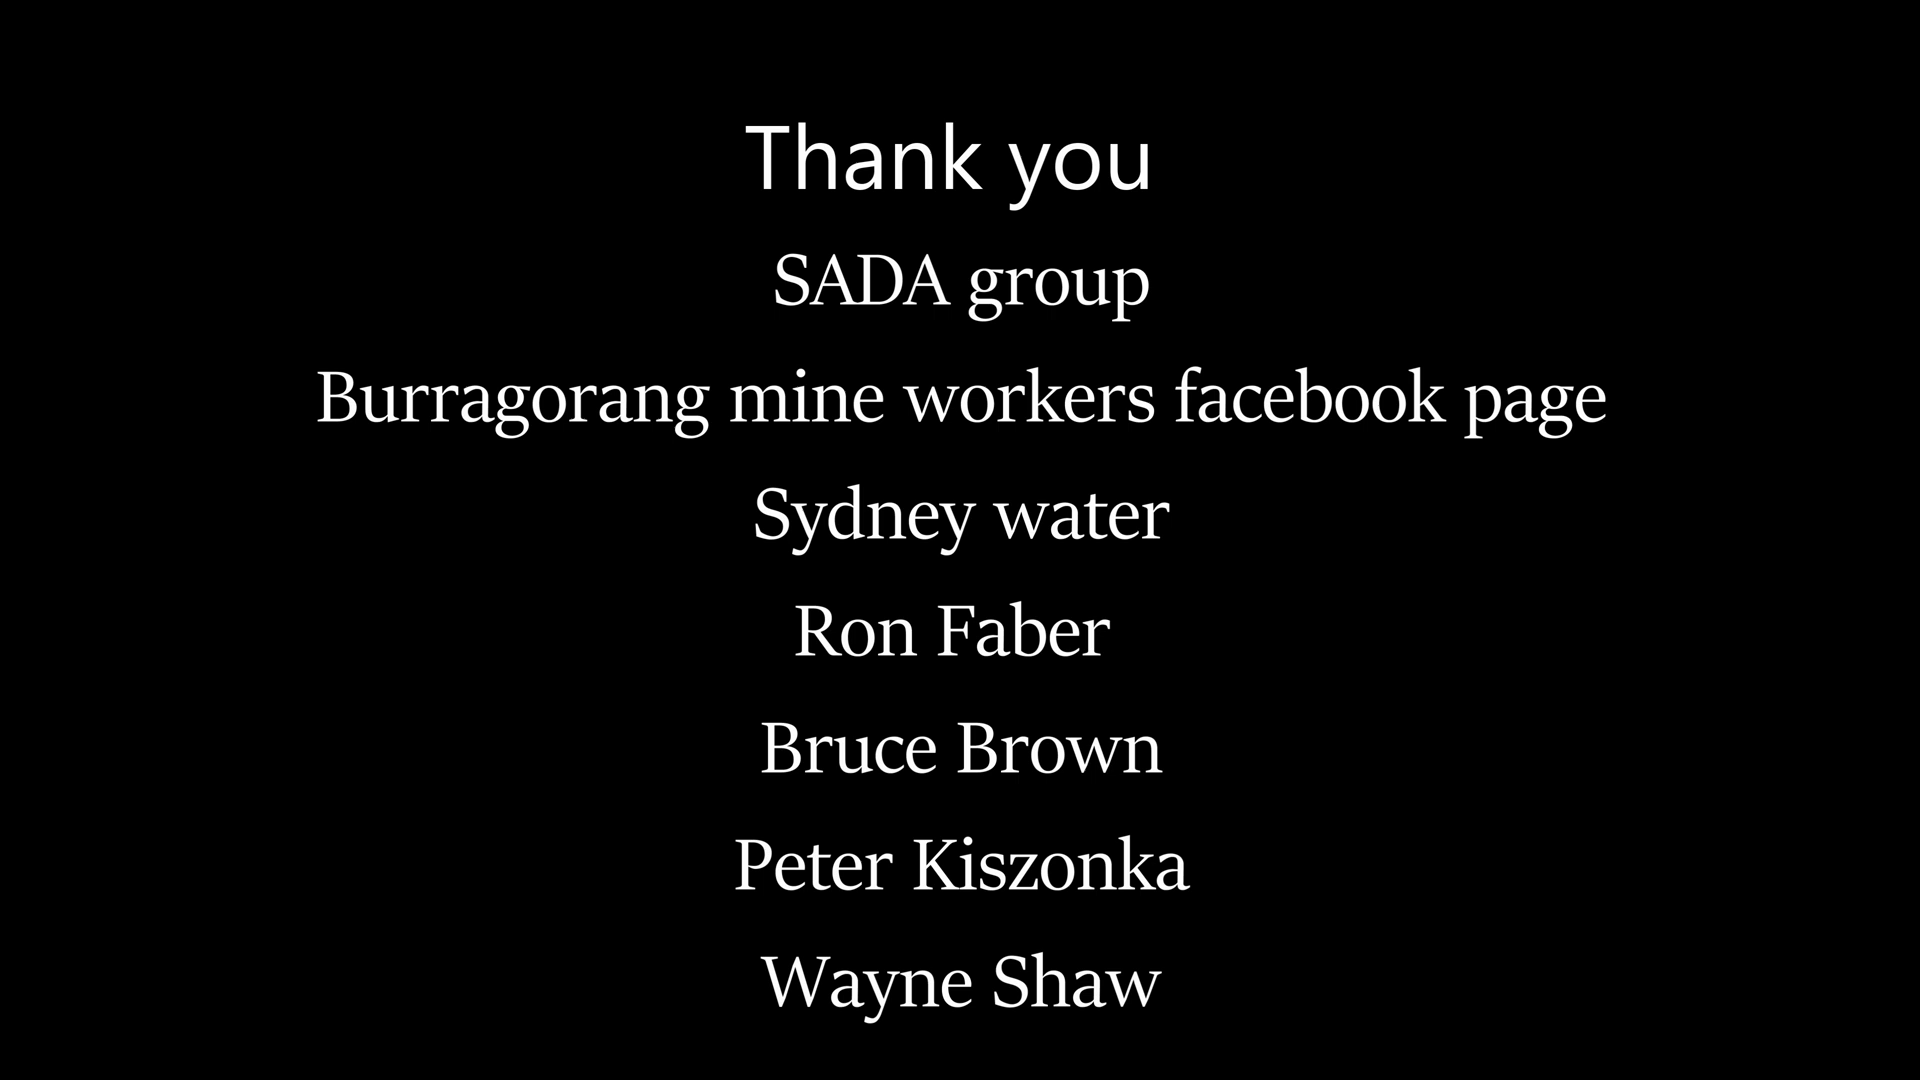 Thank you
SADA group
Burragorang mine workers facebook page
Sydney water
Ron Faber
Bruce Brown
Peter Kiszonka
Wayne Shaw